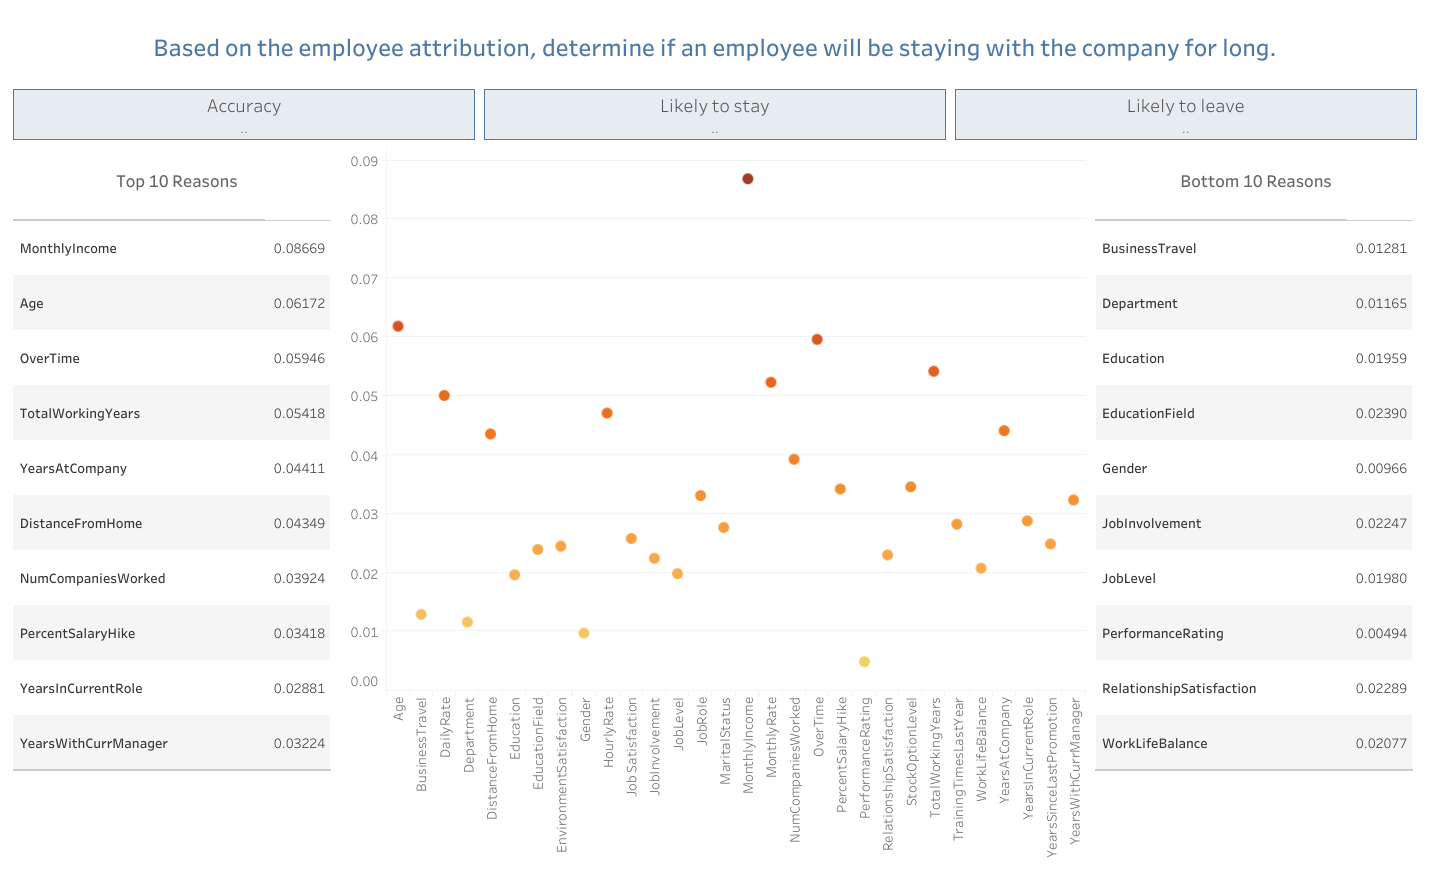 Based on the employee attribution, determine if an employee will be staying with the company for long.
Accuracy
..
Likely to stay
..
Likely to leave
..
Top 10 Reasons
MonthlyIncome 0.08669
Age 0.06172
OverTime 0.05946
TotalWorkingYears 0.05418
YearsAtCompany 0.04411
DistanceFromHome 0.04349
NumCompaniesWorked 0.03924
PercentSalaryHike 0.03418
YearsInCurrentRole 0.02881
YearsWithCurrManager 0.03224
0.09
0.08
0.07
0.06
0.05
0.04
0.03
0.02
0.01
0.00
Age
BusinessTravel
DailyRate
Department
DistanceFromHome
Education
EducationField
EnvironmentSatisfaction
Gender
HourlyRate
Job Satisfaction
JobInvolvement
JobLevel
JobRole
MaritalStatus
MonthlyIncome
MonthlyRate
NumCompaniesWorked
OverTime
PercentSalaryHike
PerformanceRating
RelationshipSatisfaction
StockOptionLevel
TotalWorkingYears
TrainingTimesLastYear
WorkLifeBalance
YearsAtCompany
YearsInCurrentRole
YearsSinceLastPromotion
YearsWithCurrManager
Bottom 10 Reasons
BusinessTravel 0.01281
Department 0.01165
Education 0.01959
EducationField 0.02390
Gender 0.00966
JobInvolvement 0.02247
JobLevel 0.01980
PerformanceRating 0.00494
RelationshipSatisfaction 0.02289
WorkLifeBalance 0.02077